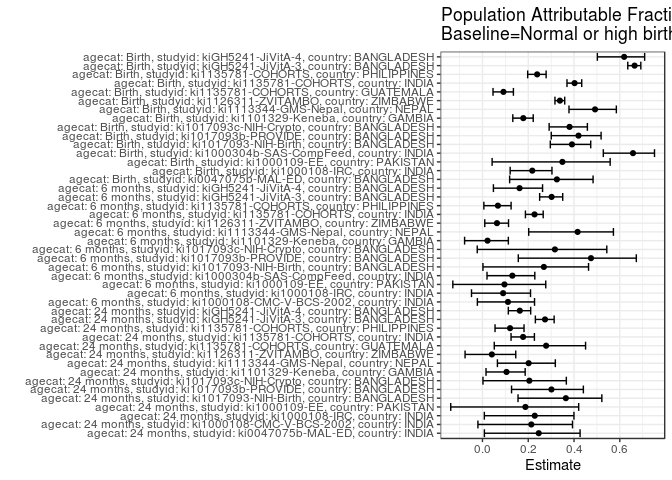 Population Attributable Fracti
Baseline=Normal or high birth
agecat: Birth, studyid: kiGH5241-JiVitA-4, country: BANGLADESH
agecat: Birth, studyid: kiGH5241-JiVitA-3, country: BANGLADESH
agecat: Birth, studyid: ki1135781-COHORTS, country: PHILIPPINES
agecat: Birth, studyid: ki1135781-COHORTS, country: INDIA
agecat: Birth, studyid: ki1135781-COHORTS, country: GUATEMALA
agecat: Birth, studyid: ki1126311-ZVITAMBO, country: ZIMBABWE
agecat: Birth, studyid: ki1113344-GMS-Nepal, country: NEPAL
agecat: Birth, studyid: ki1101329-Keneba, country: GAMBIA
agecat: Birth, studyid: ki1017093c-NIH-Crypto, country: BANGLADESH
agecat: Birth, studyid: ki1017093b-PROVIDE, country: BANGLADESH
agecat: Birth, studyid: ki1017093-NIH-Birth, country: BANGLADESH
agecat: Birth, studyid: ki1000304b-SAS-CompFeed, country: INDIA
agecat: Birth, studyid: ki1000109-EE, country: PAKISTAN
agecat: Birth, studyid: ki1000108-IRC, country: INDIA
agecat: Birth, studyid: ki0047075b-MAL-ED, country: BANGLADESH
agecat: 6 months, studyid: kiGH5241-JiVitA-4, country: BANGLADESH
agecat: 6 months, studyid: kiGH5241-JiVitA-3, country: BANGLADESH
agecat: 6 months, studyid: ki1135781-COHORTS, country: PHILIPPINES
agecat: 6 months, studyid: ki1135781-COHORTS, country: INDIA
agecat: 6 months, studyid: ki1126311-ZVITAMBO, country: ZIMBABWE
agecat: 6 months, studyid: ki1113344-GMS-Nepal, country: NEPAL
agecat: 6 months, studyid: ki1101329-Keneba, country: GAMBIA
agecat: 6 months, studyid: ki1017093c-NIH-Crypto, country: BANGLADESH
agecat: 6 months, studyid: ki1017093b-PROVIDE, country: BANGLADESH
agecat: 6 months, studyid: ki1017093-NIH-Birth, country: BANGLADESH
agecat: 6 months, studyid: ki1000304b-SAS-CompFeed, country: INDIA
agecat: 6 months, studyid: ki1000109-EE, country: PAKISTAN
agecat: 6 months, studyid: ki1000108-IRC, country: INDIA
agecat: 6 months, studyid: ki1000108-CMC-V-BCS-2002, country: INDIA
agecat: 24 months, studyid: kiGH5241-JiVitA-4, country: BANGLADESH
agecat: 24 months, studyid: kiGH5241-JiVitA-3, country: BANGLADESH
agecat: 24 months, studyid: ki1135781-COHORTS, country: PHILIPPINES
agecat: 24 months, studyid: ki1135781-COHORTS, country: INDIA
agecat: 24 months, studyid: ki1135781-COHORTS, country: GUATEMALA
agecat: 24 months, studyid: ki1126311-ZVITAMBO, country: ZIMBABWE
agecat: 24 months, studyid: ki1113344-GMS-Nepal, country: NEPAL
agecat: 24 months, studyid: ki1101329-Keneba, country: GAMBIA
agecat: 24 months, studyid: ki1017093c-NIH-Crypto, country: BANGLADESH
agecat: 24 months, studyid: ki1017093b-PROVIDE, country: BANGLADESH
agecat: 24 months, studyid: ki1017093-NIH-Birth, country: BANGLADESH
agecat: 24 months, studyid: ki1000109-EE, country: PAKISTAN
agecat: 24 months, studyid: ki1000108-IRC, country: INDIA
agecat: 24 months, studyid: ki1000108-CMC-V-BCS-2002, country: INDIA
agecat: 24 months, studyid: ki0047075b-MAL-ED, country: INDIA
0.0 0.2 0.4 0.6
Estimate